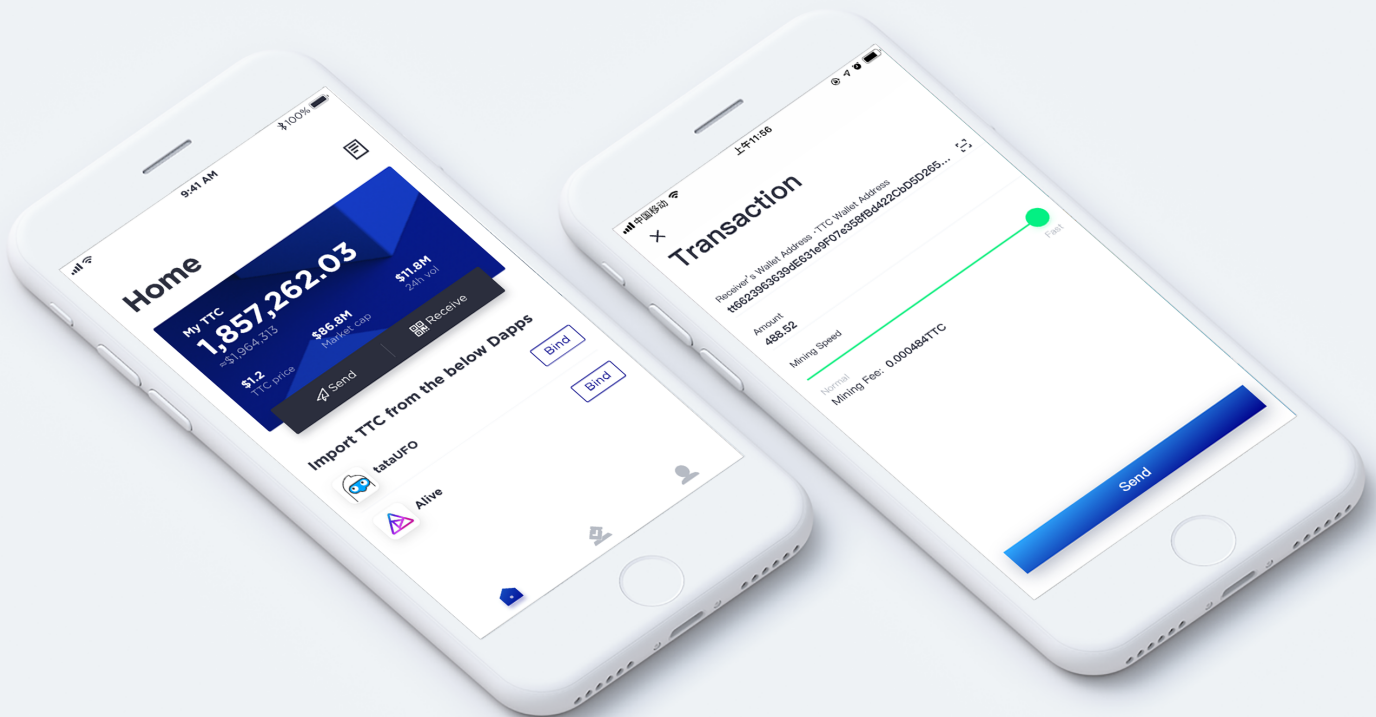 9:41 AM
100%
Home
My TTC
1,857,262.03
≈$1,964,313
$1.2
TTC price
$86.8M
Market cap
$11.8M
24h vol
Send
Receive
Import TTC from the below Dapps
tataUFO
Bind
Alive
Bind
中国移动
上午11:56
Transaction
Receiver's Wallet Address -TTC Wallet Address
tt6623963639dE631e9F07e358fBd422CbD5D265...
Amount
488.52
Mining Speed
Normal
Fast
Mining Fee: 0.000484TTC
Send